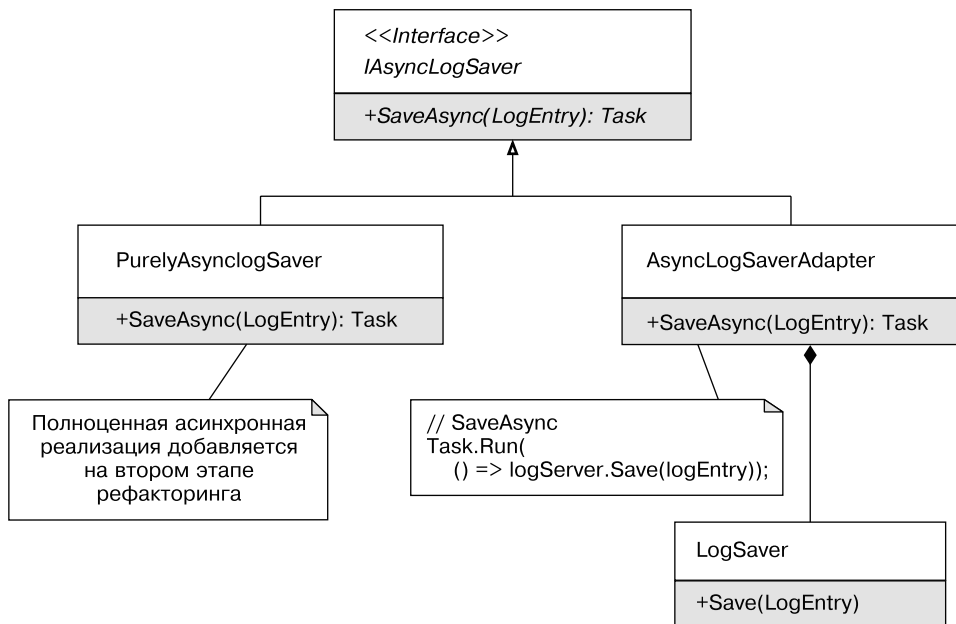 <<Interface>>
IAsyncLogSaver
+SaveAsync(LogEntry): Task
PurelyAsynclogSaver
+SaveAsync(LogEntry): Task
AsyncLogSaverAdapter
+SaveAsync(LogEntry): Task
Полноценная асинхронная
реализация добавляется
на втором этапе
рефакторинга
// SaveAsync
Task.Run(
() => logServer.Save(logEntry));
LogSaver
+Save(LogEntry)